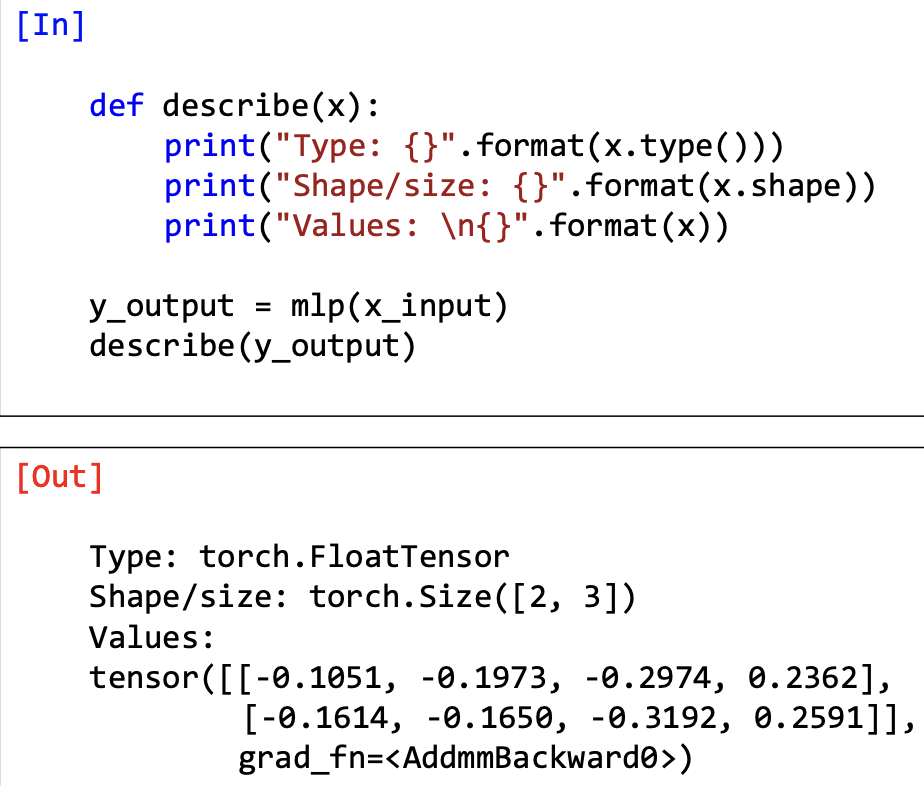 [In]
def describe(x):
print("Type: {}".format(x.type()))
print("Shape/size: {}".format(x.shape))
print("Values: \n{}".format(x))
y_output = mlp(x_input)
describe(y_output)
[Out]
Type: torch.FloatTensor
Shape/size: torch.Size([2, 3])
Values:
tensor([[-0.1051, -0.1973, -0.2974, 0.2362],
[-0.1614, -0.1650, -0.3192, 0.2591]],
grad_fn=<AddmmBackward0>)